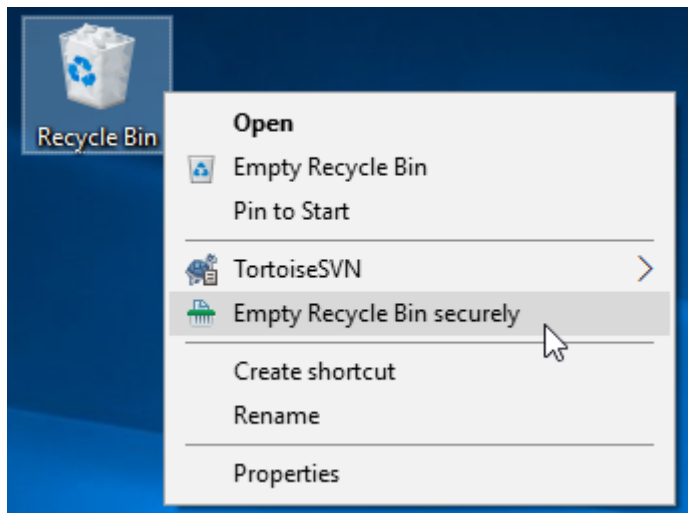 Recycle Bin
Open
Empty Recycle Bin
Pin to Start
TortoiseSVN
Empty Recycle Bin securely
Create shortcut
Rename
Properties